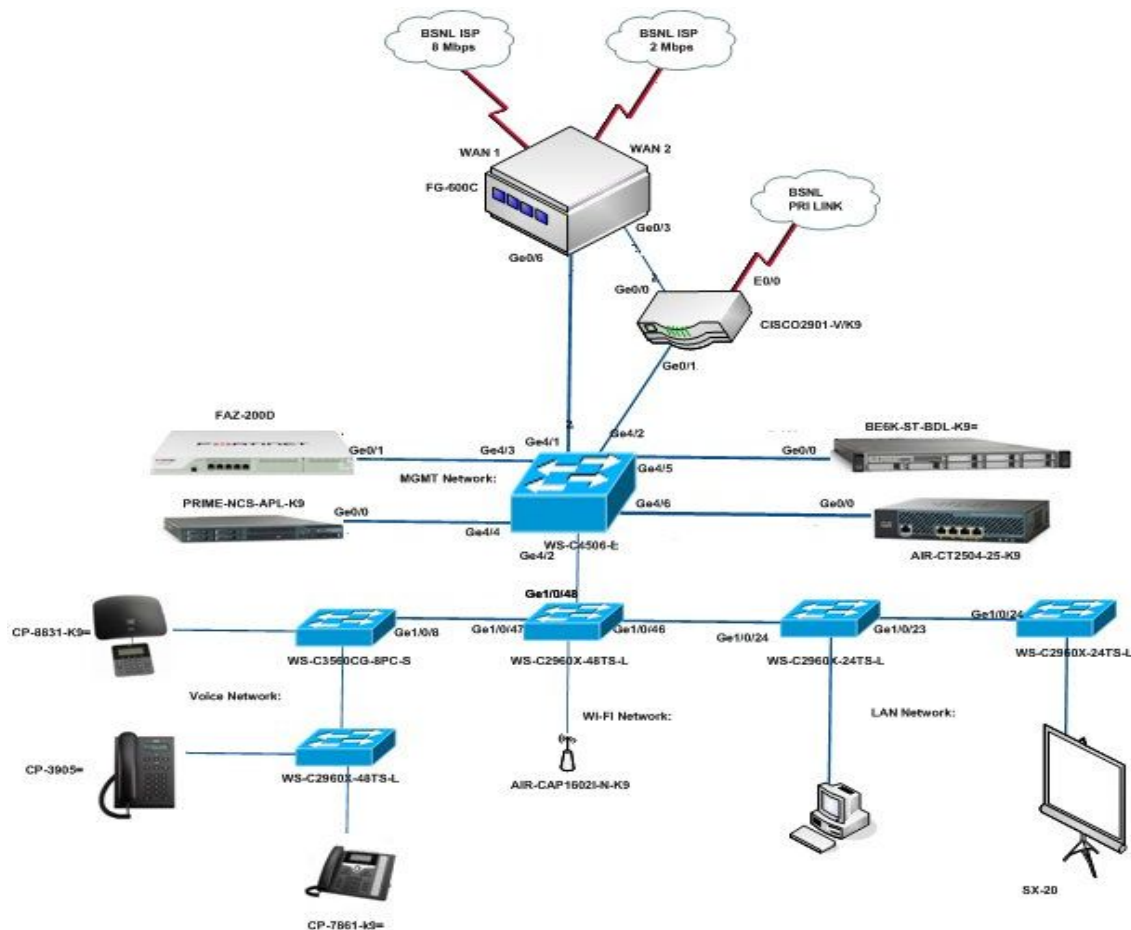 BSNL ISP
8 Mbps
BSNL ISP
2 Mbps
WAN 1
WAN 2
FG-600C
BSNL
PRI LINK
Ge0/3
Ge0/6
Ge0/0
E0/0
CISCO2901-V/K9
Ge0/1
FAZ-200D
FORTINET
Ge0/1
Ge4/3
Ge4/1
Ge4/2
BE6K-ST-BDL-K9=
Ge0/0
Ge4/5
MGMT Network:
PRIME-NCS-APL-K9
Ge0/0
Ge4/4
Ge4/6
Ge0/0
WS-C4506-E
AIR-CT2504-25-K9
Ge4/2
Ge1/0/48
CP-8831-K9=
Ge1/0/8
Ge1/0/47
Ge1/0/46
Ge1/0/24
Ge1/0/23
Ge1/0/24
WS-C3560CG-8PC-S
WS-C2960X-48TS-L
WS-C2960X-24TS-L
WS-C2960X-24TS-L
Voice Network:
WI-FI Network:
LAN Network:
CP-3905=
WS-C2960X-48TS-L
AIR-CAP1602I-N-K9
SX-20
CP-7861-k9=